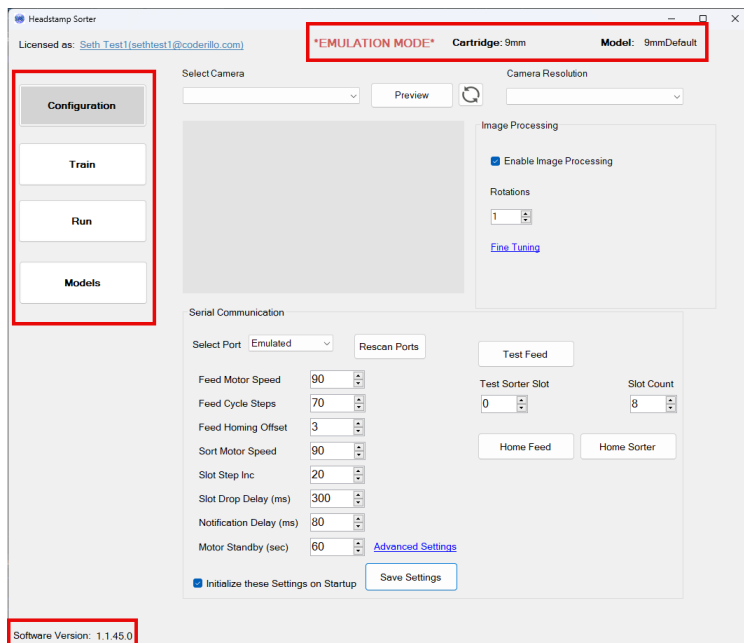 Headstamp Sorter
Licensed as: Seth Test1(sethtest1@coderillo.com)
*EMULATION MODE* Cartridge: 9mm Model: 9mmDefault
Configuration
Train
Run
Models
Select Camera
Preview
Camera Resolution
Image Processing
Enable Image Processing
Rotations
1
Fine Tuning
Serial Communication
Select Port Emulated Rescan Ports
Feed Motor Speed 90
Feed Cycle Steps 70
Feed Homing Offset 3
Sort Motor Speed 90
Slot Step Inc 20
Slot Drop Delay (ms) 300
Notification Delay (ms) 80
Motor Standby (sec) 60 Advanced Settings
Initialize these Settings on Startup Save Settings
Test Feed
Test Sorter Slot Slot Count
0 8
Home Feed Home Sorter
Software Version: 1.1.45.0